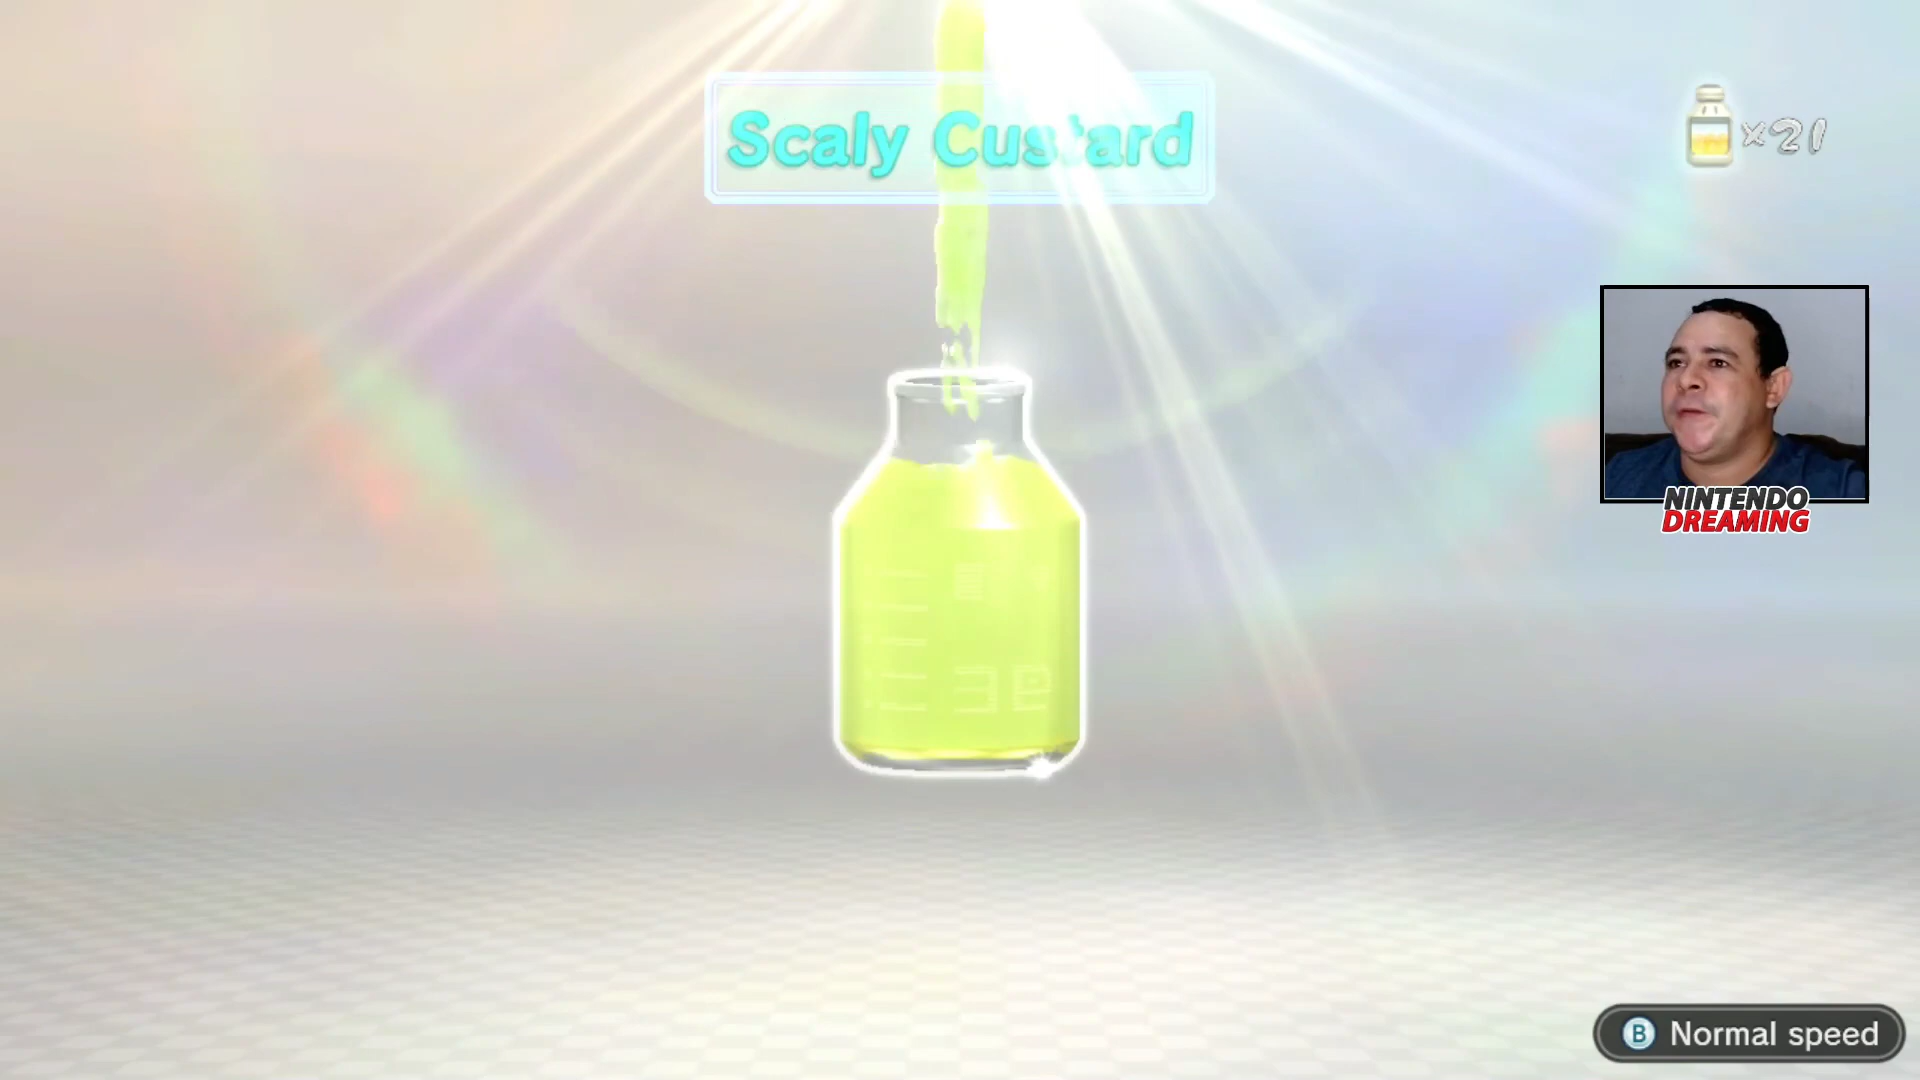 Scaly Custard
×21
NINTENDO
DREAMING
B Normal speed